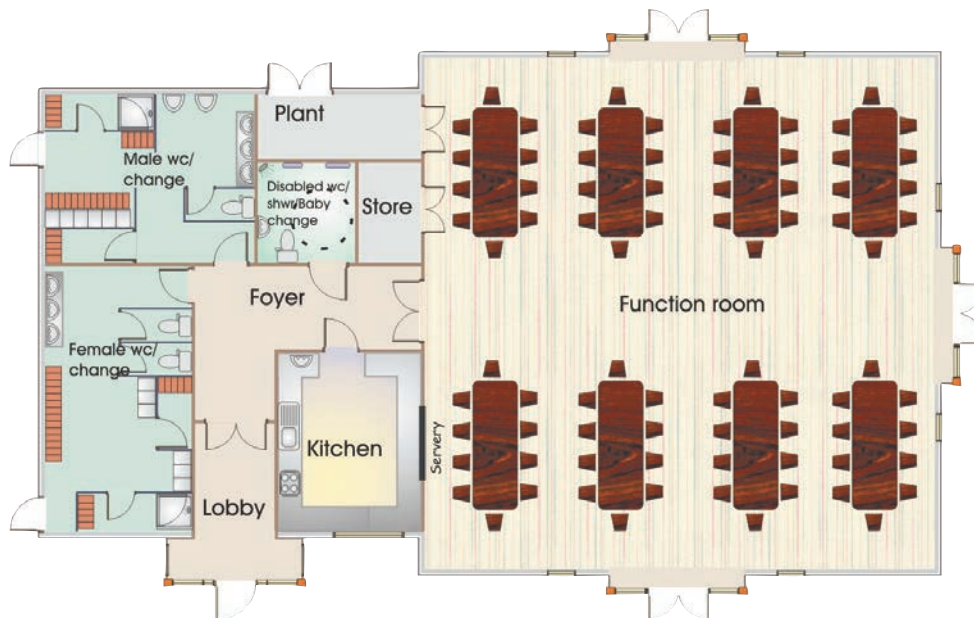 Plant
Male wc/
change
Disabled wc/
shwr/Baby
change
Store
Foyer
Function room
Female wc/
change
Kitchen
Servery
Lobby